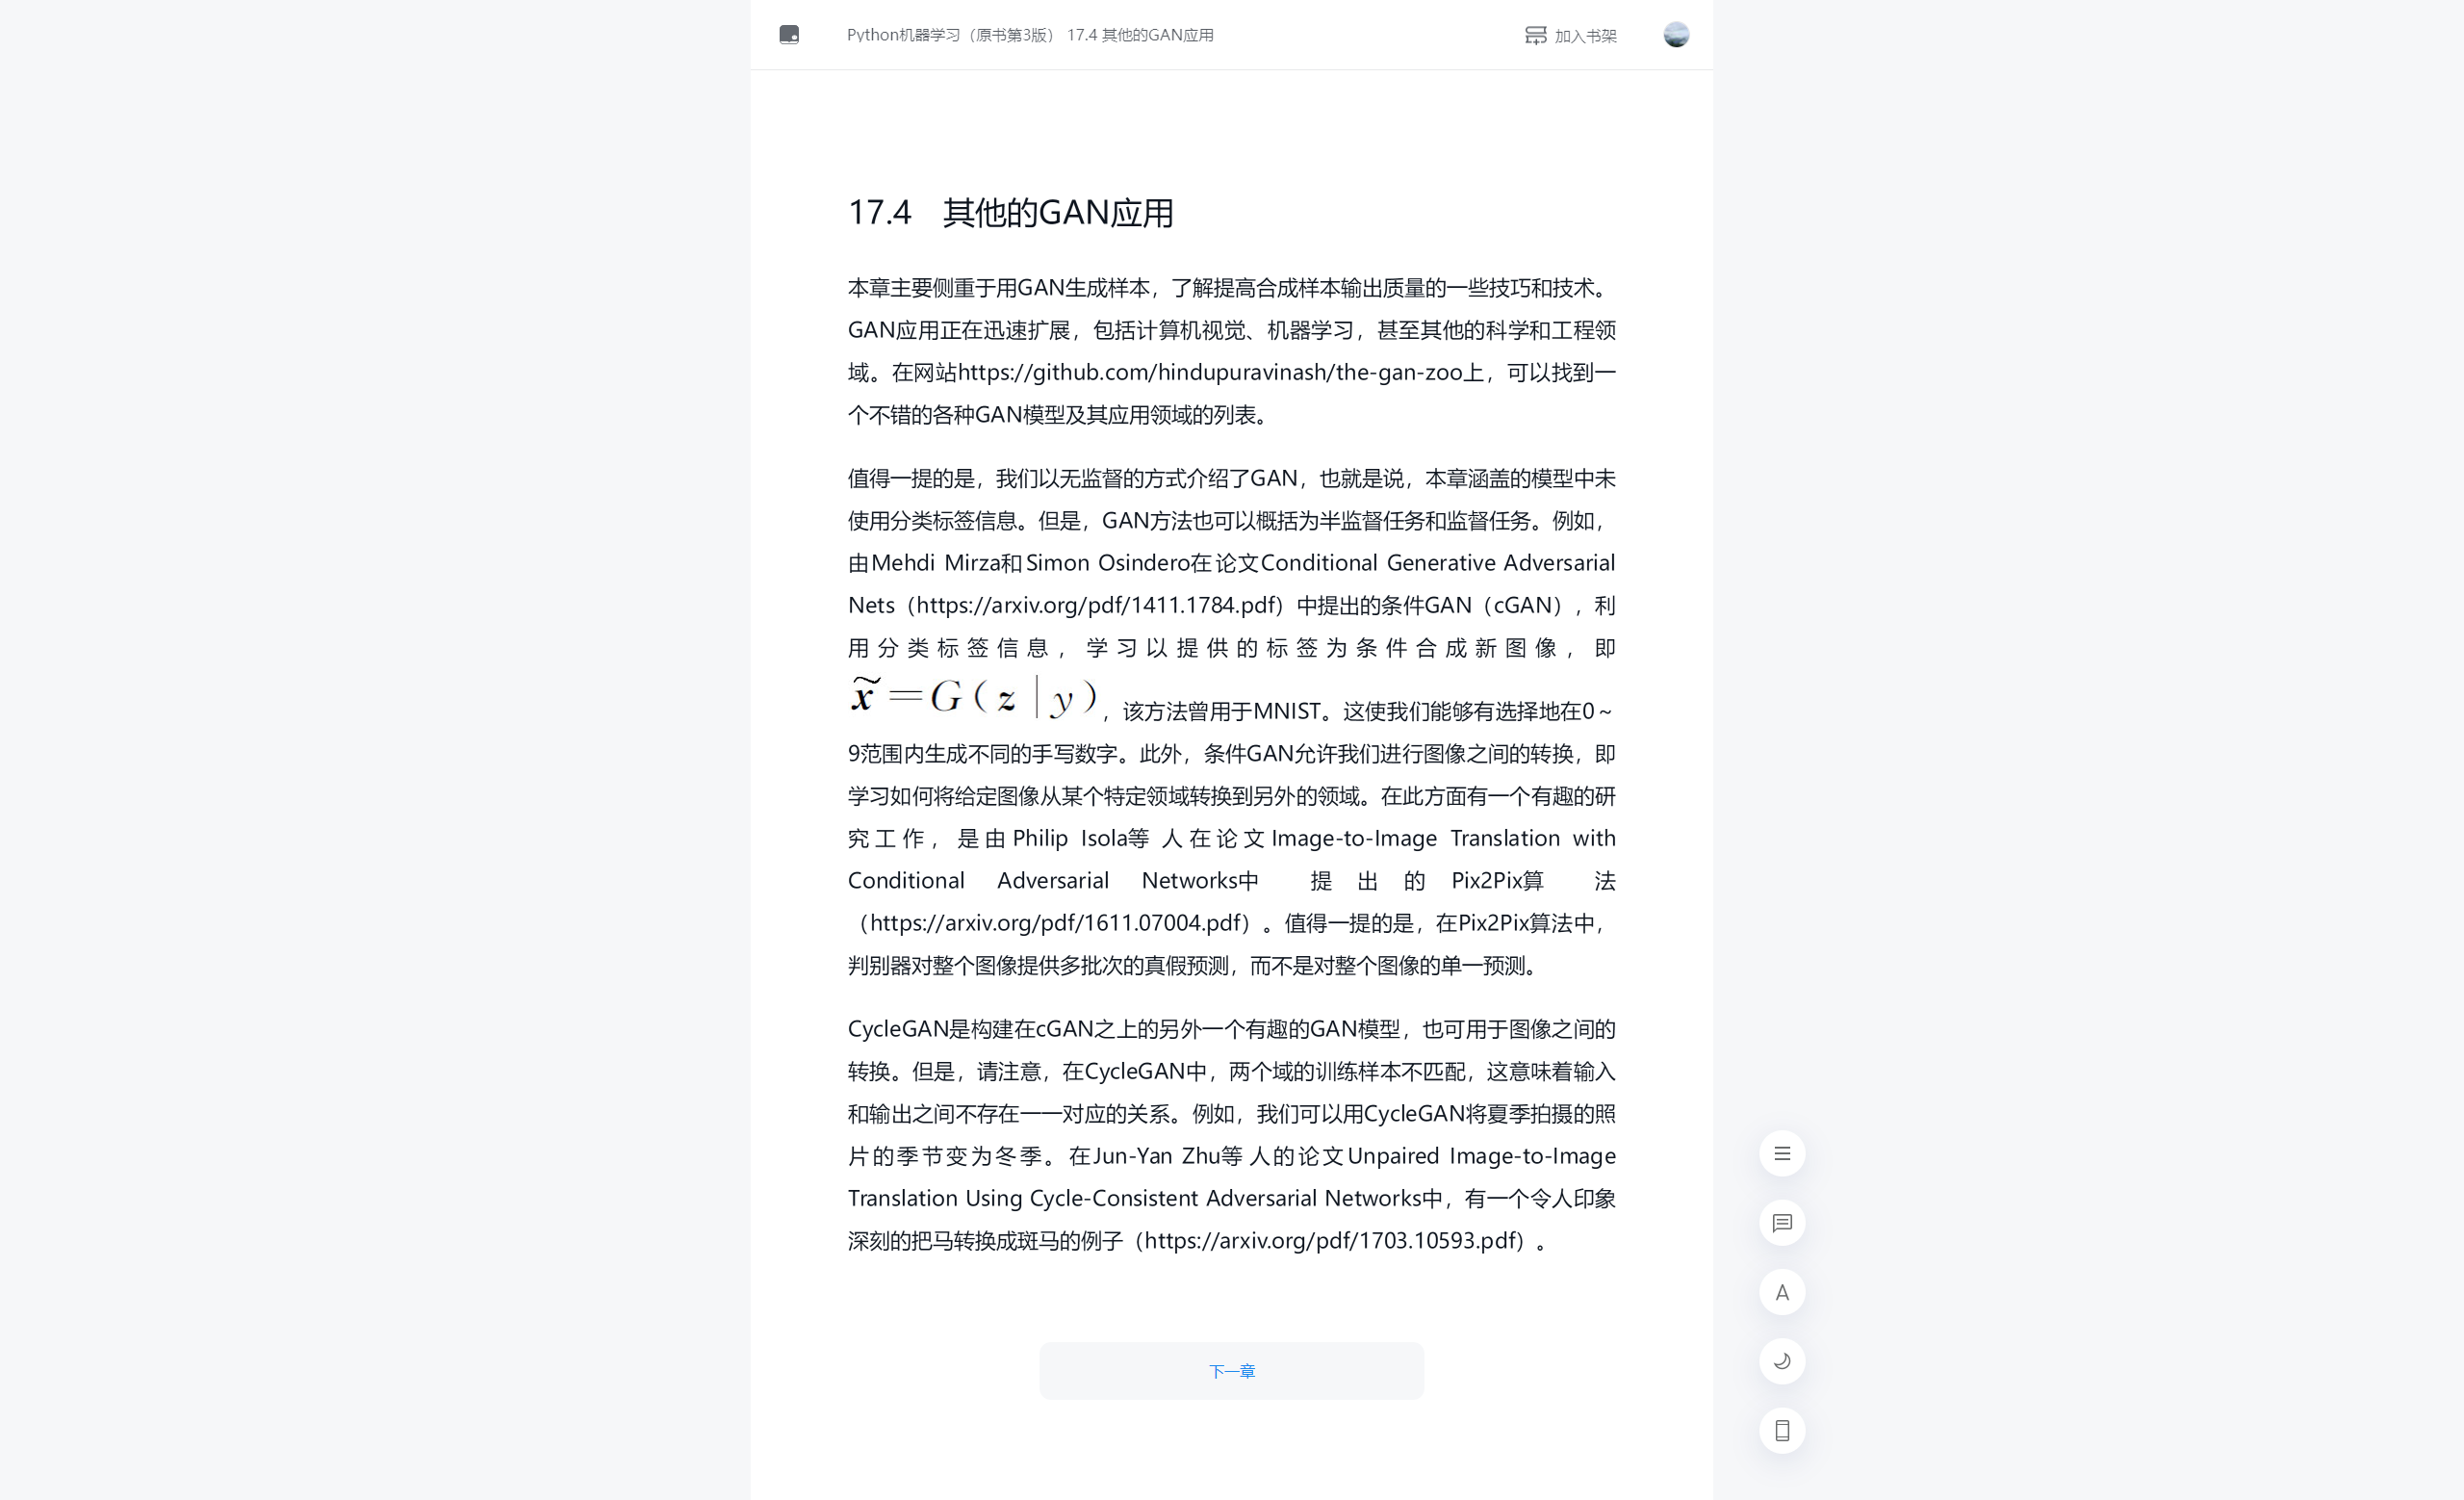 Python机器学习（原书第3版） 17.4 其他的GAN应用
加入书架
17.4 其他的GAN应用
本章主要侧重于用GAN生成样本，了解提高合成样本输出质量的一些技巧和技术。
GAN应用正在迅速扩展，包括计算机视觉、机器学习，甚至其他的科学和工程领
域。在网站https://github.com/hindupuravinash/the-gan-zoo上，可以找到一
个不错的各种GAN模型及其应用领域的列表。
值得一提的是，我们以无监督的方式介绍了GAN，也就是说，本章涵盖的模型中未
使用分类标签信息。但是，GAN方法也可以概括为半监督任务和监督任务。例如，
由Mehdi Mirza和Simon Osindero在论文Conditional Generative Adversarial
Nets（https://arxiv.org/pdf/1411.1784.pdf）中提出的条件GAN（cGAN），利
用分类标签信息，学习以提供的标签为条件合成新图像，即
x̃=G(z|y)，该方法曾用于MNIST。这使我们能够有选择地在0～
9范围内生成不同的手写数字。此外，条件GAN允许我们进行图像之间的转换，即
学习如何将给定图像从某个特定领域转换到另外的领域。在此方面有一个有趣的研
究工作，是由Philip Isola等人在论文Image-to-Image Translation with
Conditional Adversarial Networks中提出的Pix2Pix算法
（https://arxiv.org/pdf/1611.07004.pdf）。值得一提的是，在Pix2Pix算法中，
判别器对整个图像提供多批次的真假预测，而不是对整个图像的单一预测。
CycleGAN是构建在cGAN之上的另外一个有趣的GAN模型，也可用于图像之间的
转换。但是，请注意，在CycleGAN中，两个域的训练样本不匹配，这意味着输入
和输出之间不存在一一对应的关系。例如，我们可以用CycleGAN将夏季拍摄的照
片的季节变为冬季。在Jun-Yan Zhu等人的论文Unpaired Image-to-Image
Translation Using Cycle-Consistent Adversarial Networks中，有一个令人印象
深刻的把马转换成斑马的例子（https://arxiv.org/pdf/1703.10593.pdf）。
下一章
A